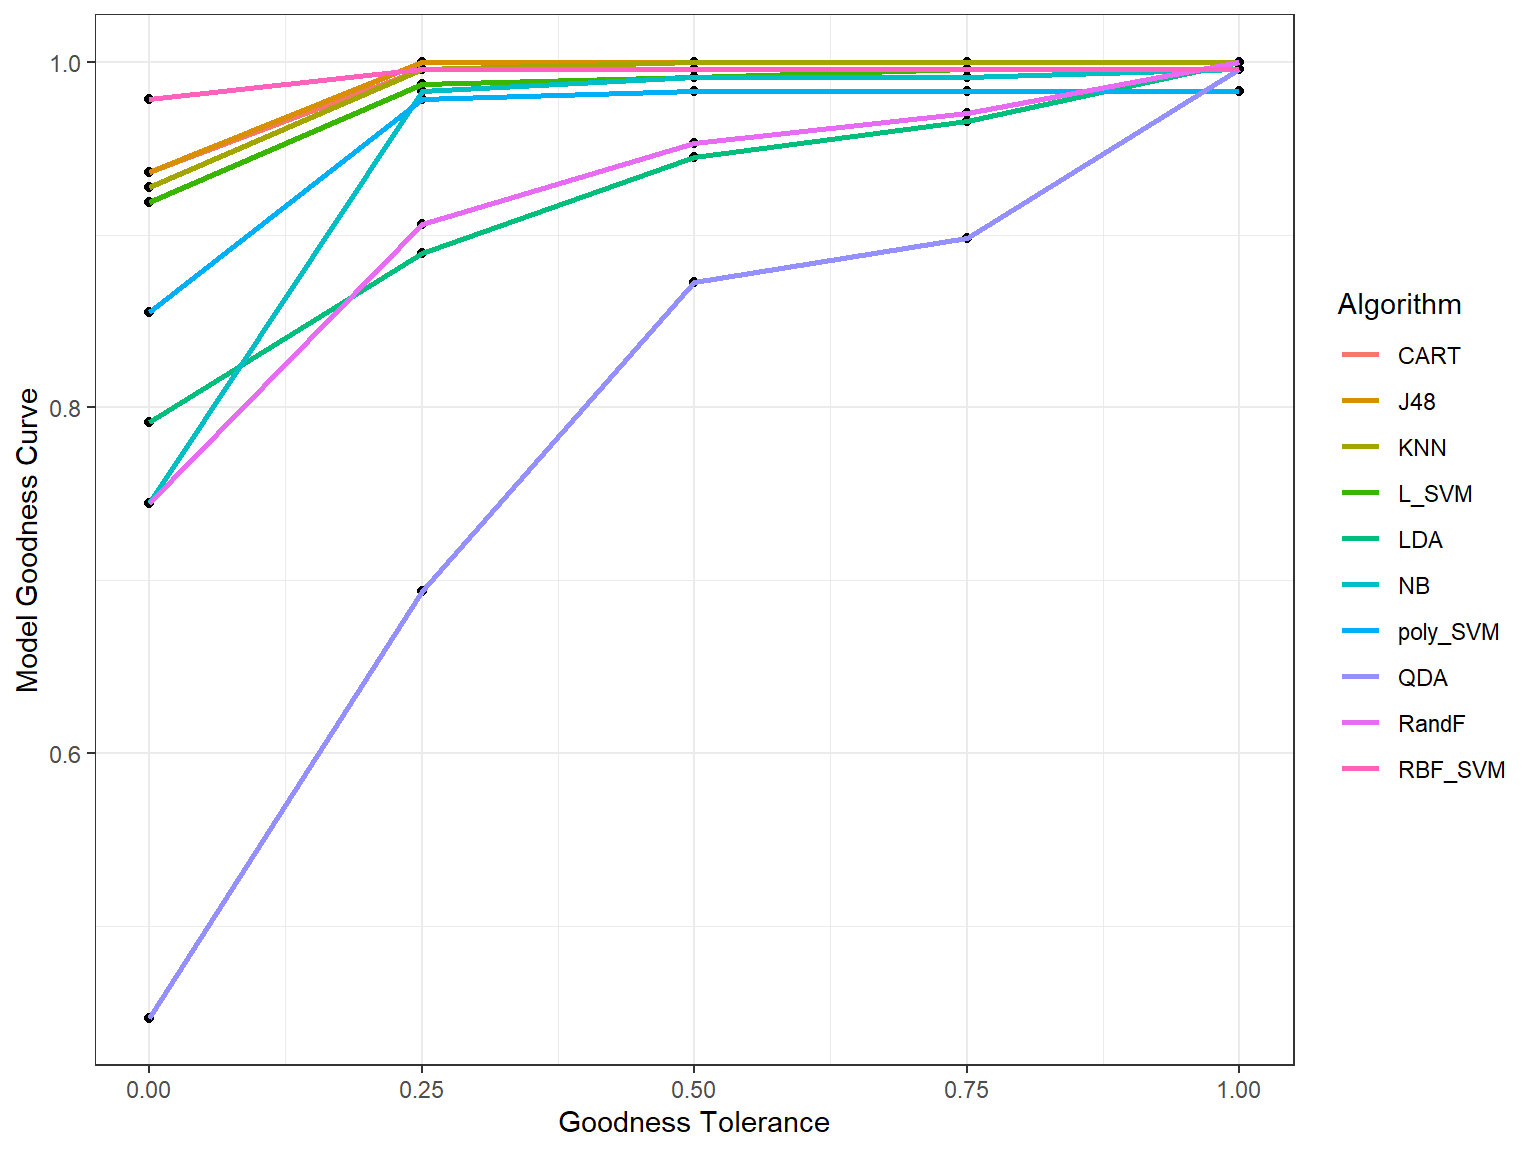 1.0
0.8
0.6
Model Goodness Curve
0.00 0.25 0.50 0.75 1.00
Goodness Tolerance
Algorithm
CART
J48
KNN
L_SVM
LDA
NB
poly_SVM
QDA
RandF
RBF_SVM